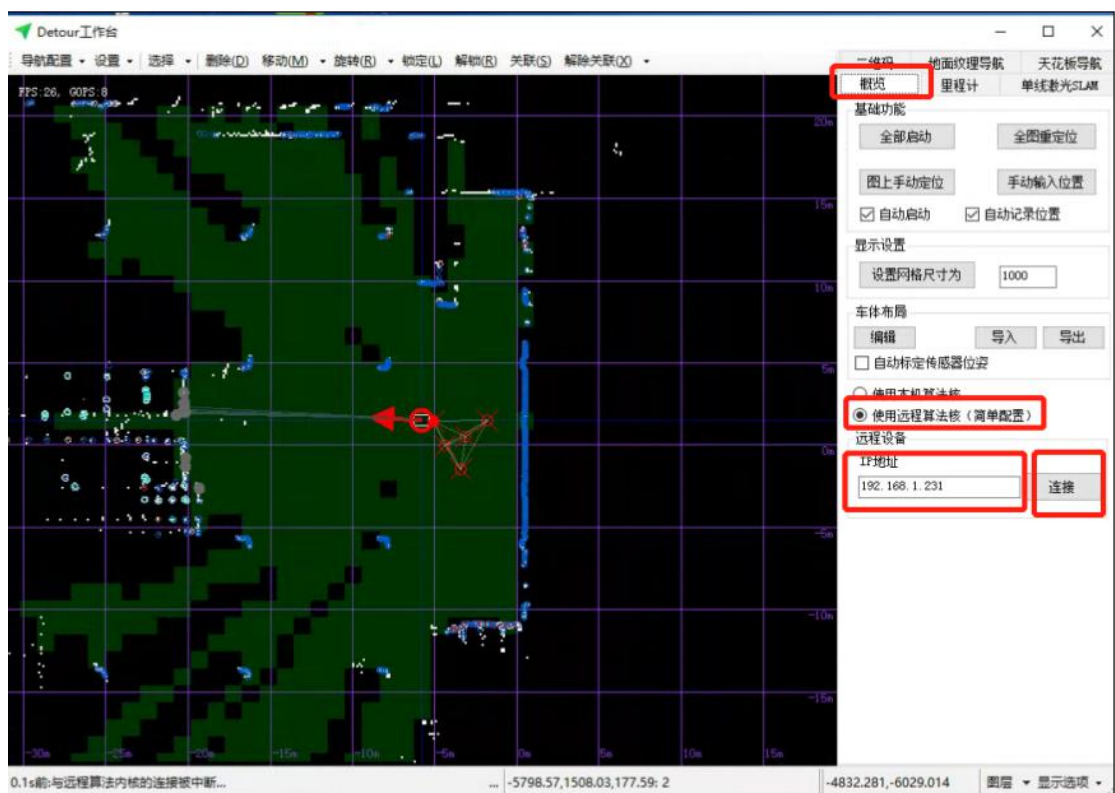 Detour工作台
导航配置 设置 选择 删除(D) 移动(M) 旋转(R) 锁定(L) 解锁(R) 关联(S) 解除关联(X)
二维码 地面纹理导航 天花板导航
概览 里程计 单线激光SLAM
FPS:26, GOPS:8
基础功能
全部启动 全图重定位
图上手动定位 手动输入位置
自动启动 自动记录位置
显示设置
设置网格尺寸为 1000
车体布局
编辑 导入 导出
自动标定传感器位姿
使用本机算法核
使用远程算法核（简单配置）
远程设备
IP地址
192.168.1.231 连接
20m
15m
10m
5m
0m
-5m
-10m
-15m
-30m -25m -20m -15m -10m -5m 0m 5m 10m 15m
0.1s前:与远程算法内核的连接被中断... ... -5798.57,1508.03,177.59: 2 -4832.281,-6029.014 图层 显示选项